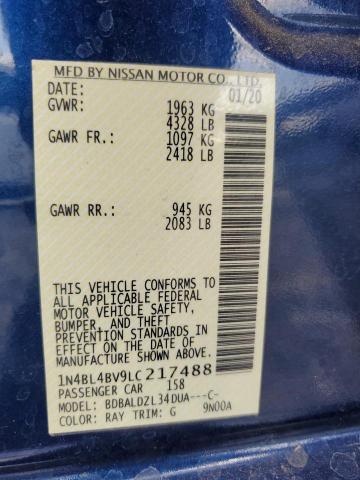 MFD BY NISSAN MOTOR CO., LTD.
DATE: 01/20
GVWR: 1963 KG
4328 LB
GAWR FR.: 1097 KG
2418 LB
GAWR RR.: 945 KG
2083 LB
THIS VEHICLE CONFORMS TO
ALL APPLICABLE FEDERAL
MOTOR VEHICLE SAFETY,
BUMPER, AND THEFT
PREVENTION STANDARDS IN
EFFECT ON THE DATE OF
MANUFACTURE SHOWN ABOVE.
1N4BL4BV9LC217488
PASSENGER CAR 158
MODEL: BDBALDZL34DUA---C-
COLOR: RAY TRIM: G 9N00A